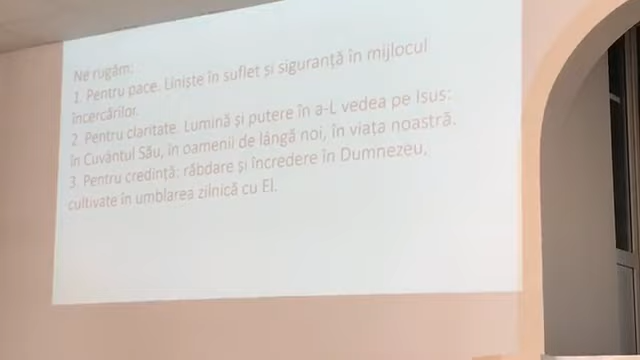 Ne rugăm:
1. Pentru pace. Liniște în suflet și siguranță în mijlocul
încercărilor.
2 Pentru claritate. Lumină și putere în a-L vedea pe Isus:
în Cuvântul Său, în oamenii de lângă noi, în viața noastră.
3. Pentru credință: răbdare și încredere în Dumnezeu,
cultivate în umblarea zilnică cu El.